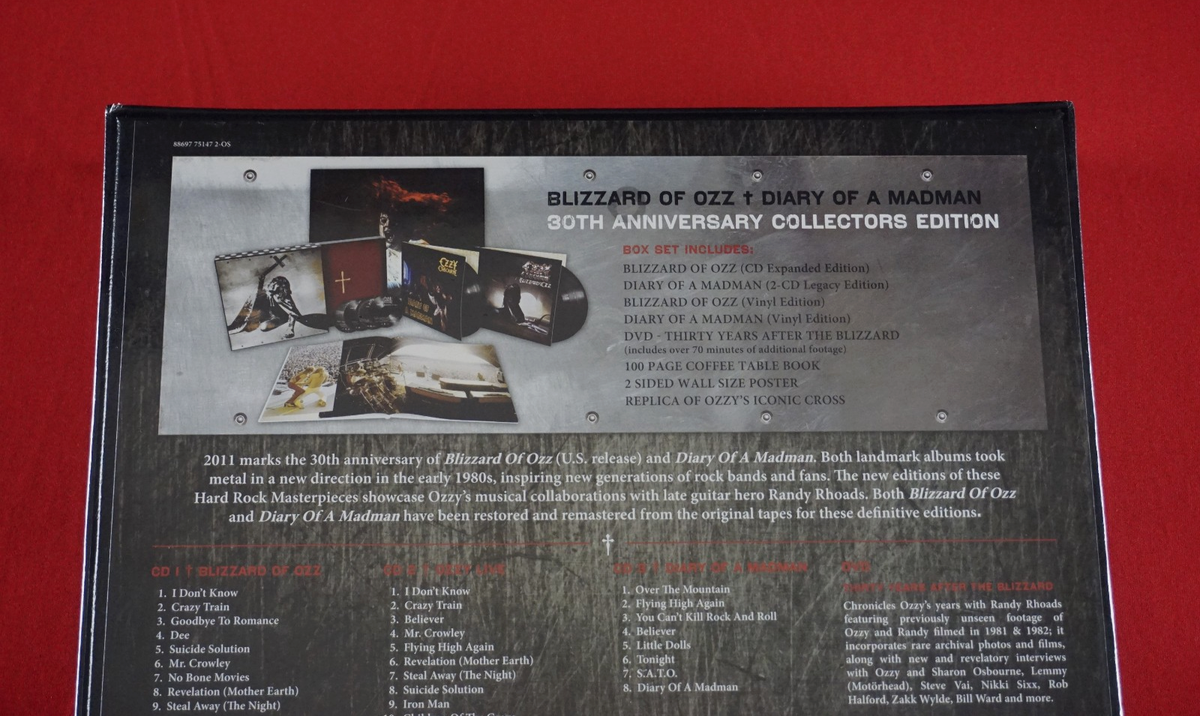 88697 75147 2-OS
BLIZZARD OF OZZ † DIARY OF A MADMAN
30TH ANNIVERSARY COLLECTORS EDITION
BOX SET INCLUDES:
BLIZZARD OF OZZ (CD Expanded Edition)
DIARY OF A MADMAN (2-CD Legacy Edition)
BLIZZARD OF OZZ (Vinyl Edition)
DIARY OF A MADMAN (Vinyl Edition)
DVD - THIRTY YEARS AFTER THE BLIZZARD
(includes over 70 minutes of additional footage)
100 PAGE COFFEE TABLE BOOK
2 SIDED WALL SIZE POSTER
REPLICA OF OZZY'S ICONIC CROSS
2011 marks the 30th anniversary of Blizzard Of Ozz (U.S. release) and Diary Of A Madman. Both landmark albums took
metal in a new direction in the early 1980s, inspiring new generations of rock bands and fans. The new editions of these
Hard Rock Masterpieces showcase Ozzy's musical collaborations with late guitar hero Randy Rhoads. Both Blizzard Of Ozz
and Diary Of A Madman have been restored and remastered from the original tapes for these definitive editions.
CD 1 † BLIZZARD OF OZZ
1. I Don't Know
2. Crazy Train
3. Goodbye To Romance
4. Dee
5. Suicide Solution
6. Mr. Crowley
7. No Bone Movies
8. Revelation (Mother Earth)
9. Steal Away (The Night)
LIVE
1. I Don't Know
2. Crazy Train
3. Believer
4. Mr. Crowley
5. Flying High Again
6. Revelation (Mother Earth)
7. Steal Away (The Night)
8. Suicide Solution
9. Iron Man
† DIARY OF A MADMAN
1. Over The Mountain
2. Flying High Again
3. You Can't Kill Rock And Roll
4. Believer
5. Little Dolls
6. Tonight
7. S.A.T.O.
8. Diary Of A Madman
DVD
THIRTY YEARS AFTER THE BLIZZARD
Chronicles Ozzy's years with Randy Rhoads
featuring previously unseen footage of
Ozzy and Randy filmed in 1981 & 1982; it
incorporates rare archival photos and films,
along with new and revelatory interviews
with Ozzy and Sharon Osbourne, Lemmy
(Motörhead), Steve Vai, Nikki Sixx, Rob
Halford, Zakk Wylde, Bill Ward and more.